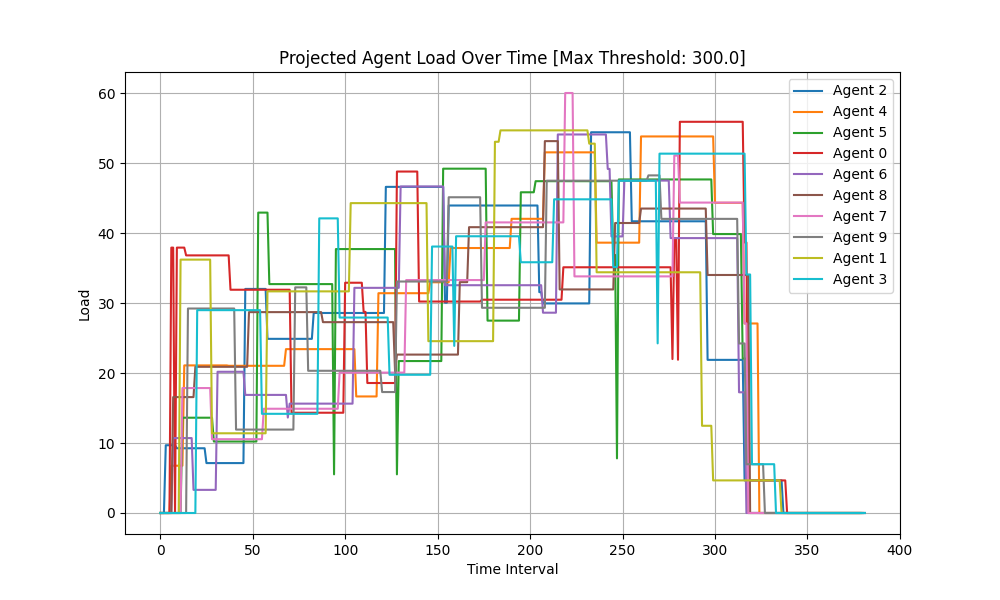 Projected Agent Load Over Time [Max Threshold: 300.0]
Load
60
50
40
30
20
10
0
0 50 100 150 200 250 300 350 400
Time Interval
Agent 2
Agent 4
Agent 5
Agent 0
Agent 6
Agent 8
Agent 7
Agent 9
Agent 1
Agent 3